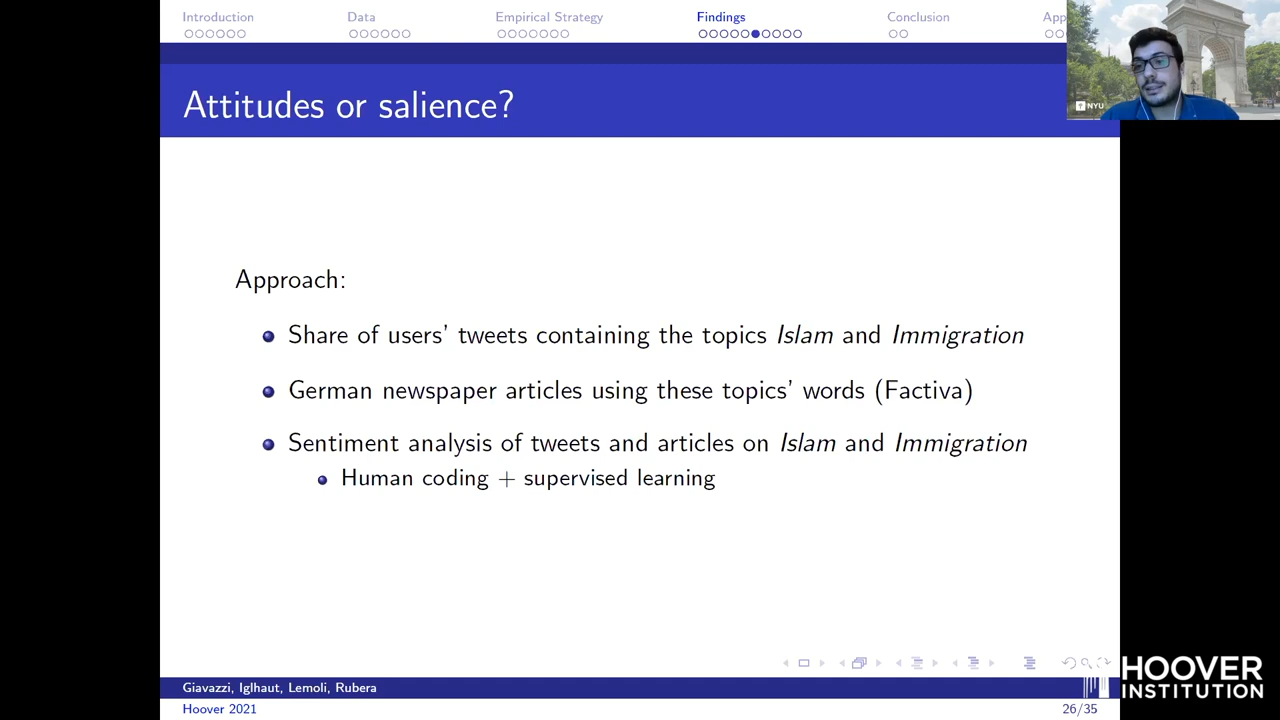 Introduction
Data
Empirical Strategy
Findings
Conclusion
App
NYU
Attitudes or salience?
Approach:
Share of users' tweets containing the topics Islam and Immigration
German newspaper articles using these topics' words (Factiva)
Sentiment analysis of tweets and articles on Islam and Immigration
Human coding + supervised learning
Giavazzi, Iglhaut, Lemoli, Rubera
Hoover 2021
26/35
HOOVER
INSTITUTION